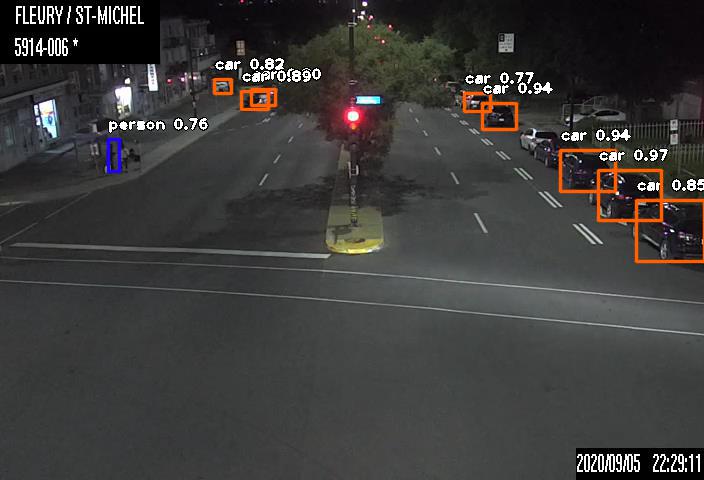 FLEURY / ST-MICHEL
5914-006 *
car 0.82
car 0.77
car 0.94
person 0.76
car 0.94
car 0.97
car 0.85
2020/09/05 22:29:11